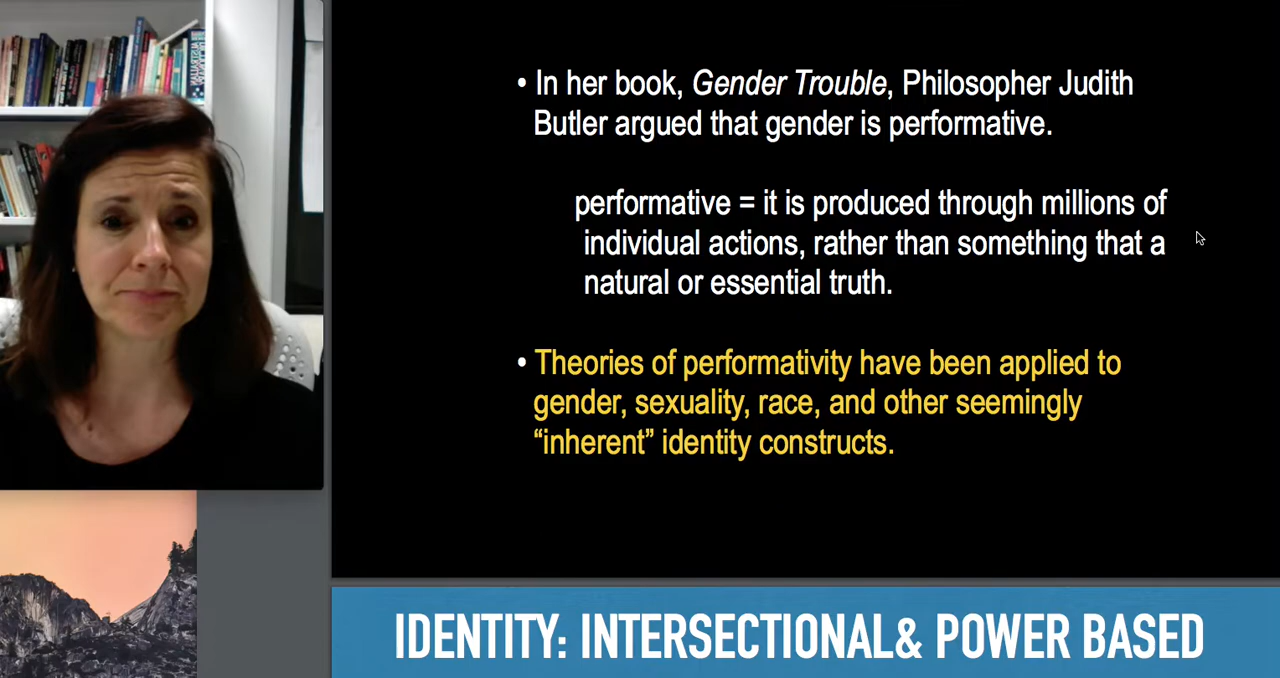 • In her book, Gender Trouble, Philosopher Judith
Butler argued that gender is performative.
performative = it is produced through millions of
individual actions, rather than something that a
natural or essential truth.
• Theories of performativity have been applied to
gender, sexuality, race, and other seemingly
“inherent” identity constructs.
IDENTITY: INTERSECTIONAL& POWER BASED